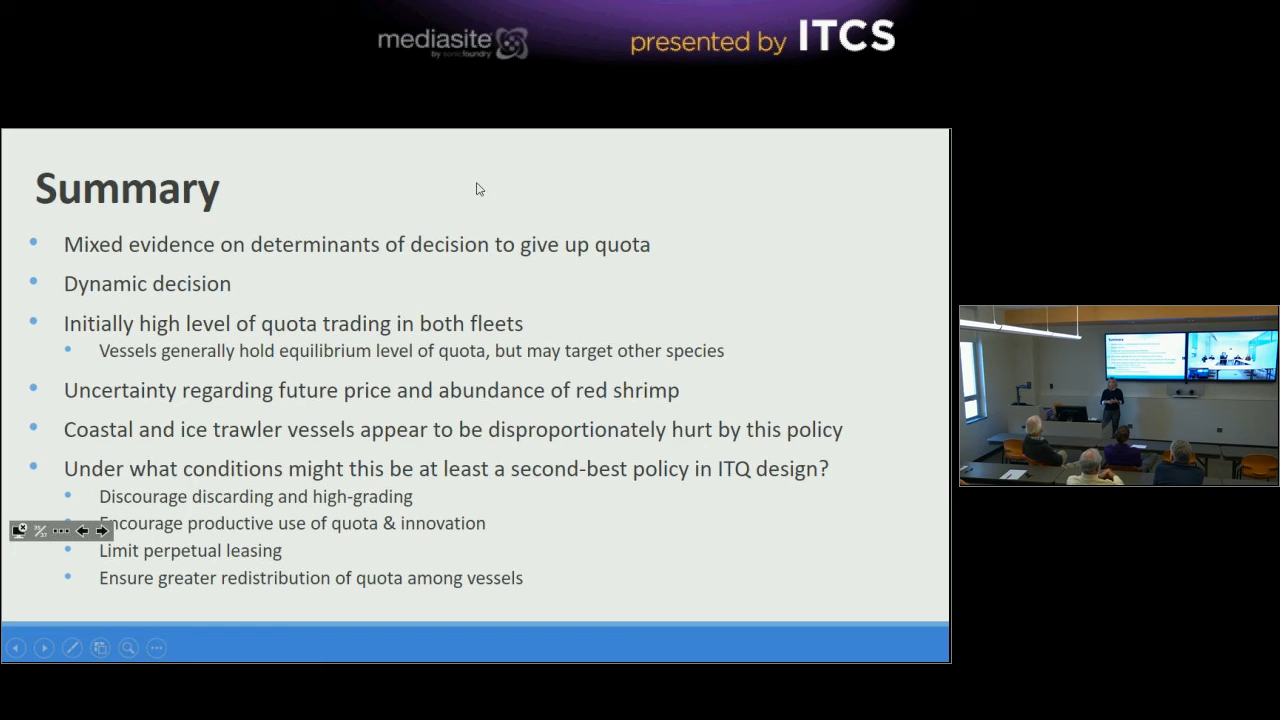 mediasite
by sonicfoundry
presented by ITCS
Summary
Mixed evidence on determinants of decision to give up quota
Dynamic decision
Initially high level of quota trading in both fleets
Vessels generally hold equilibrium level of quota, but may target other species
Uncertainty regarding future price and abundance of red shrimp
Coastal and ice trawler vessels appear to be disproportionately hurt by this policy
Under what conditions might this be at least a second-best policy in ITQ design?
Discourage discarding and high-grading
Encourage productive use of quota & innovation
Limit perpetual leasing
Ensure greater redistribution of quota among vessels
Summary